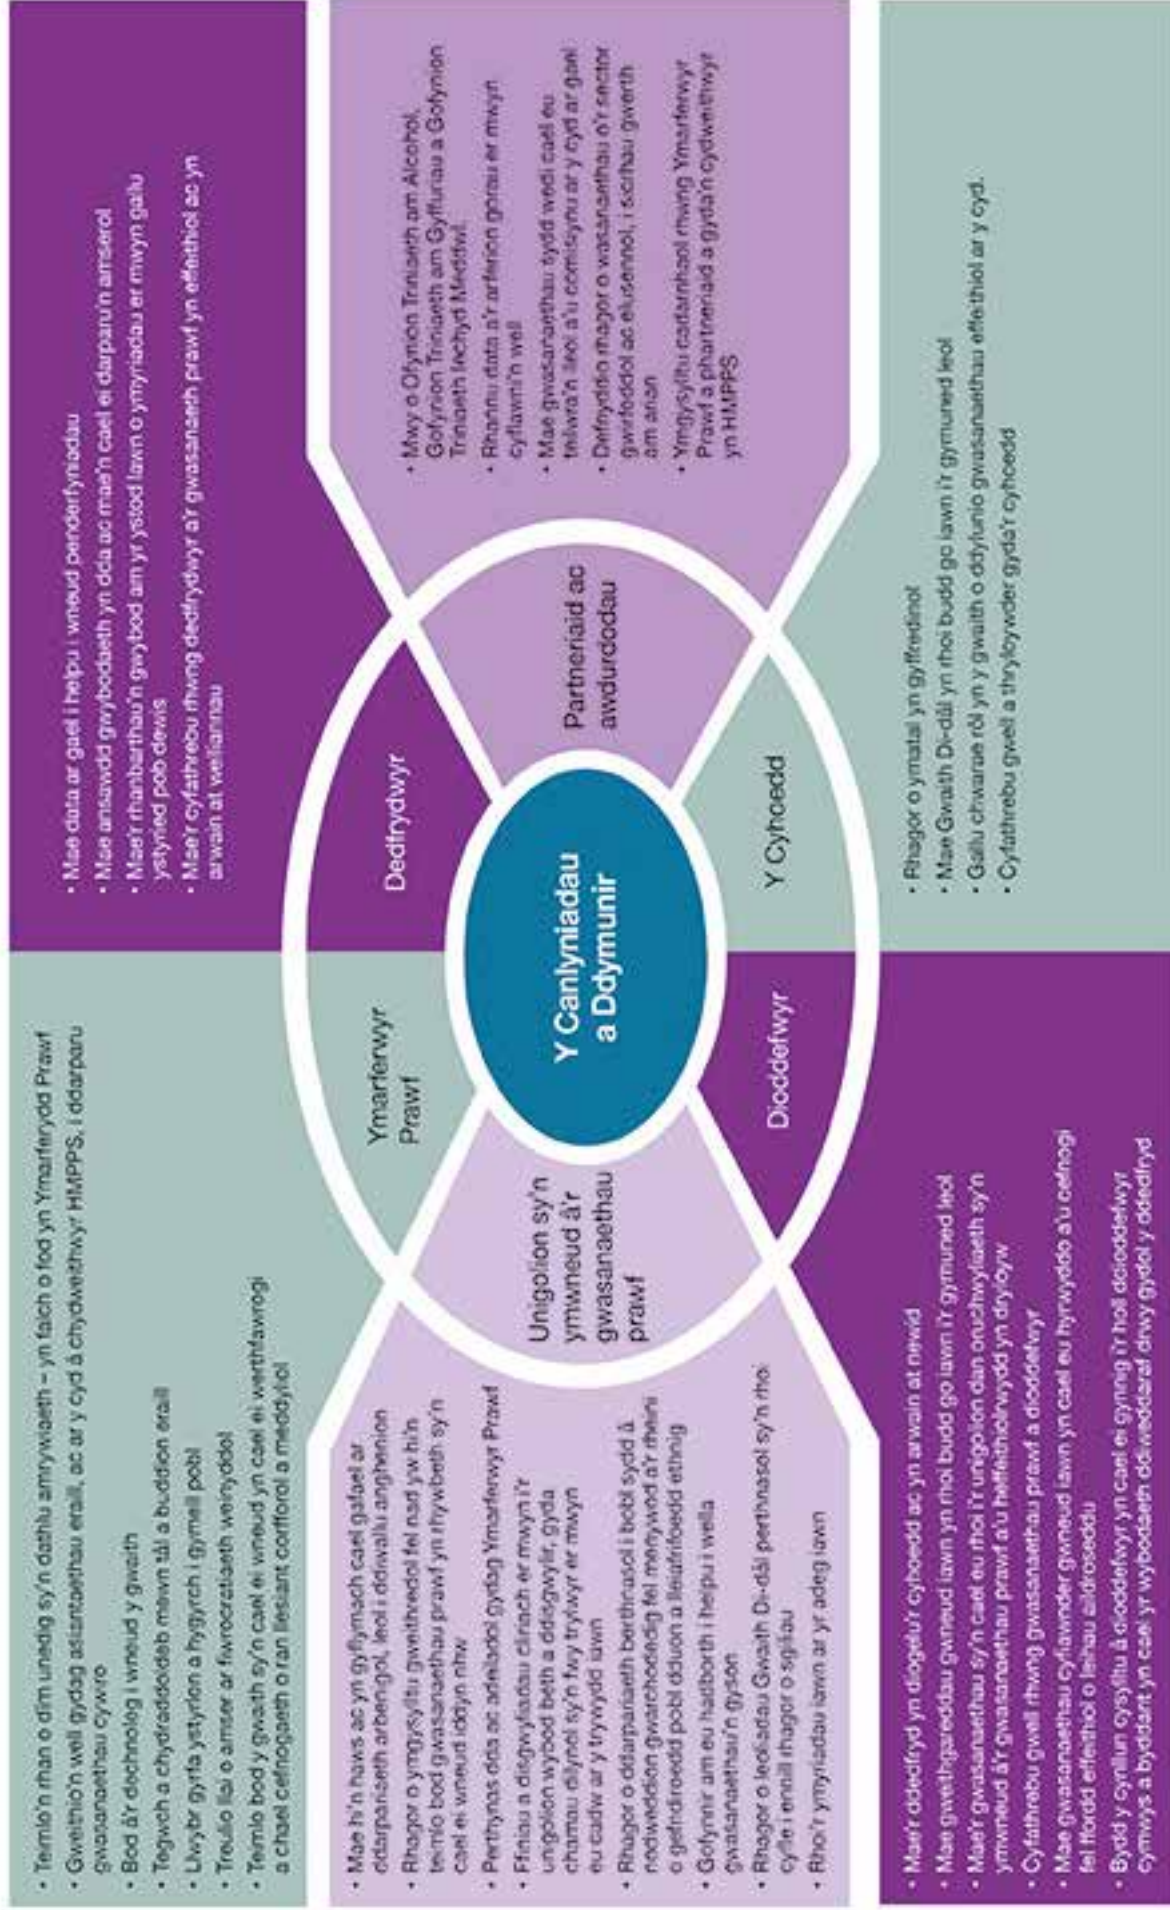 • Teimlo'n rhan o dîm unedig sy'n dathlu amrywiaeth – yn falch o fod yn Ymarferydd Prawf
• Gweithio'n well gydag asiantaethau eraill, ac ar y cyd â chydweithwyr HMPPS, i ddarparu
gwasanaethau cywiro
• Bod â'r dechnoleg i wneud y gwaith
• Tegwch a chydraddoldeb mewn tâl a buddion eraill
• Llwybr gyrfa ystyrlon a hygyrch i gymell pobl
• Treulio llai o amser ar fiwrocratiaeth weinyddol
• Teimlo bod y gwaith sy'n cael ei wneud yn cael ei werthfawrogi
a chael cefnogaeth o ran llesiant corfforol a meddyliol
• Mae data ar gael i helpu i wneud penderfyniadau
• Mae ansawdd gwybodaeth yn dda ac mae'n cael ei darparu'n amserol
• Mae'r rhanbarthau'n gwybod am yr ystod lawn o ymyriadau er mwyn gallu
ystyried pob dewis
• Mae'r cyfathrebu rhwng dedfrydwyr a'r gwasanaeth prawf yn effeithiol ac yn
arwain at welliannau
Ymarferwyr
Prawf
Dedfrydwyr
• Mae hi'n haws ac yn gyflymach cael gafael ar
ddarpariaeth arbenigol, leol i ddiwallu anghenion
• Rhagor o ymgysylltu gweithredol fel nad yw hi'n
teimlo bod gwasanaethau prawf yn rhywbeth sy'n
cael ei wneud iddyn nhw
• Perthynas dda ac adeiladol gydag Ymarferwyr Prawf
• Ffiniau a disgwyliadau cliriach er mwyn i'r
unigolion wybod beth a ddisgwylir, gyda
chamau dilynol sy'n fwy trylwyr er mwyn
eu cadw ar y trywydd iawn
• Rhagor o ddarpariaeth berthnasol i bobl sydd â
nodweddion gwarchodedig fel menywod a'r rheini
o gefndiroedd pobl dduon a lleiafrifoedd ethnig
• Gofynnir am eu hadborth i helpu i wella
gwasanaethau'n gyson
• Rhagor o leoliadau Gwaith Di-dâl perthnasol sy'n rhoi
cyfle i ennill rhagor o sgiliau
• Rhoi'r ymyriadau iawn ar yr adeg iawn
Unigolion sy'n
ymwneud â'r
gwasanaethau
prawf
Y Canlyniadau
a Ddymunir
Partneriaid ac
awdurdodau
• Mwy o Ofynion Triniaeth am Alcohol,
Gofynion Triniaeth am Gyffuriau a Gofynion
Triniaeth Iechyd Meddwl.
• Rhannu data a'r arferion gorau er mwyn
cyflawni'n well
• Mae gwasanaethau sydd wedi cael eu
teilwra'n lleol a'u comisiynu ar y cyd ar gael
• Defnyddio rhagor o wasanaethau o'r sector
gwirfoddol ac elusennol, i sicrhau gwerth
am arian
• Ymgysylltu cadarnhaol rhwng Ymarferwyr
Prawf a phartneriaid a gyda'n cydweithwyr
yn HMPPS
Dioddefwyr
Y Cyhoedd
• Mae'r ddedfryd yn diogelu'r cyhoedd ac yn arwain at newid
• Mae gweithgareddau gwneud iawn yn rhoi budd go iawn i'r gymuned leol
• Mae'r gwasanaethau sy'n cael eu rhoi i'r unigolion dan oruchwyliaeth sy'n
ymwneud â'r gwasanaethau prawf a'u heffeithiolrwydd yn dryloyw
• Cyfathrebu gwell rhwng gwasanaethau prawf a dioddefwyr
• Mae gwasanaethau cyfiawnder gwneud iawn yn cael eu hyrwyddo a'u cefnogi
fel ffordd effeithiol o leihau aildroseddu
• Bydd y cynllun cysylltu â dioddefwyr yn cael ei gynnig i'r holl ddioddefwyr
cymwys a byddant yn cael yr wybodaeth ddiweddaraf drwy gydol y ddedfryd
• Rhagor o ymatal yn gyffredinol
• Mae Gwaith Di-dâl yn rhoi budd go iawn i'r gymuned leol
• Gallu chwarae rôl yn y gwaith o ddylunio gwasanaethau effeithiol ar y cyd.
• Cyfathrebu gwell a thryloywder gyda'r cyhoedd